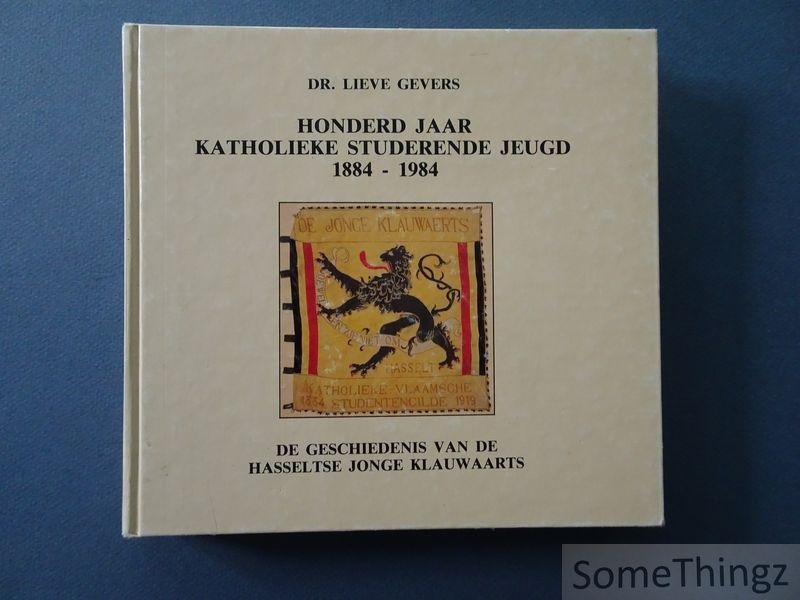 DR. LIEVE GEVERS
HONDERD JAAR
KATHOLIEKE STUDERENDE JEUGD
1884 - 1984
DE JONGE KLAUWAERTS
HASSELT
KATHOLIEKE VLAAMSCHE
1884 STUDENTENGILDE 1919
DE GESCHIEDENIS VAN DE
HASSELTSE JONGE KLAUWAARTS
SomeThingz